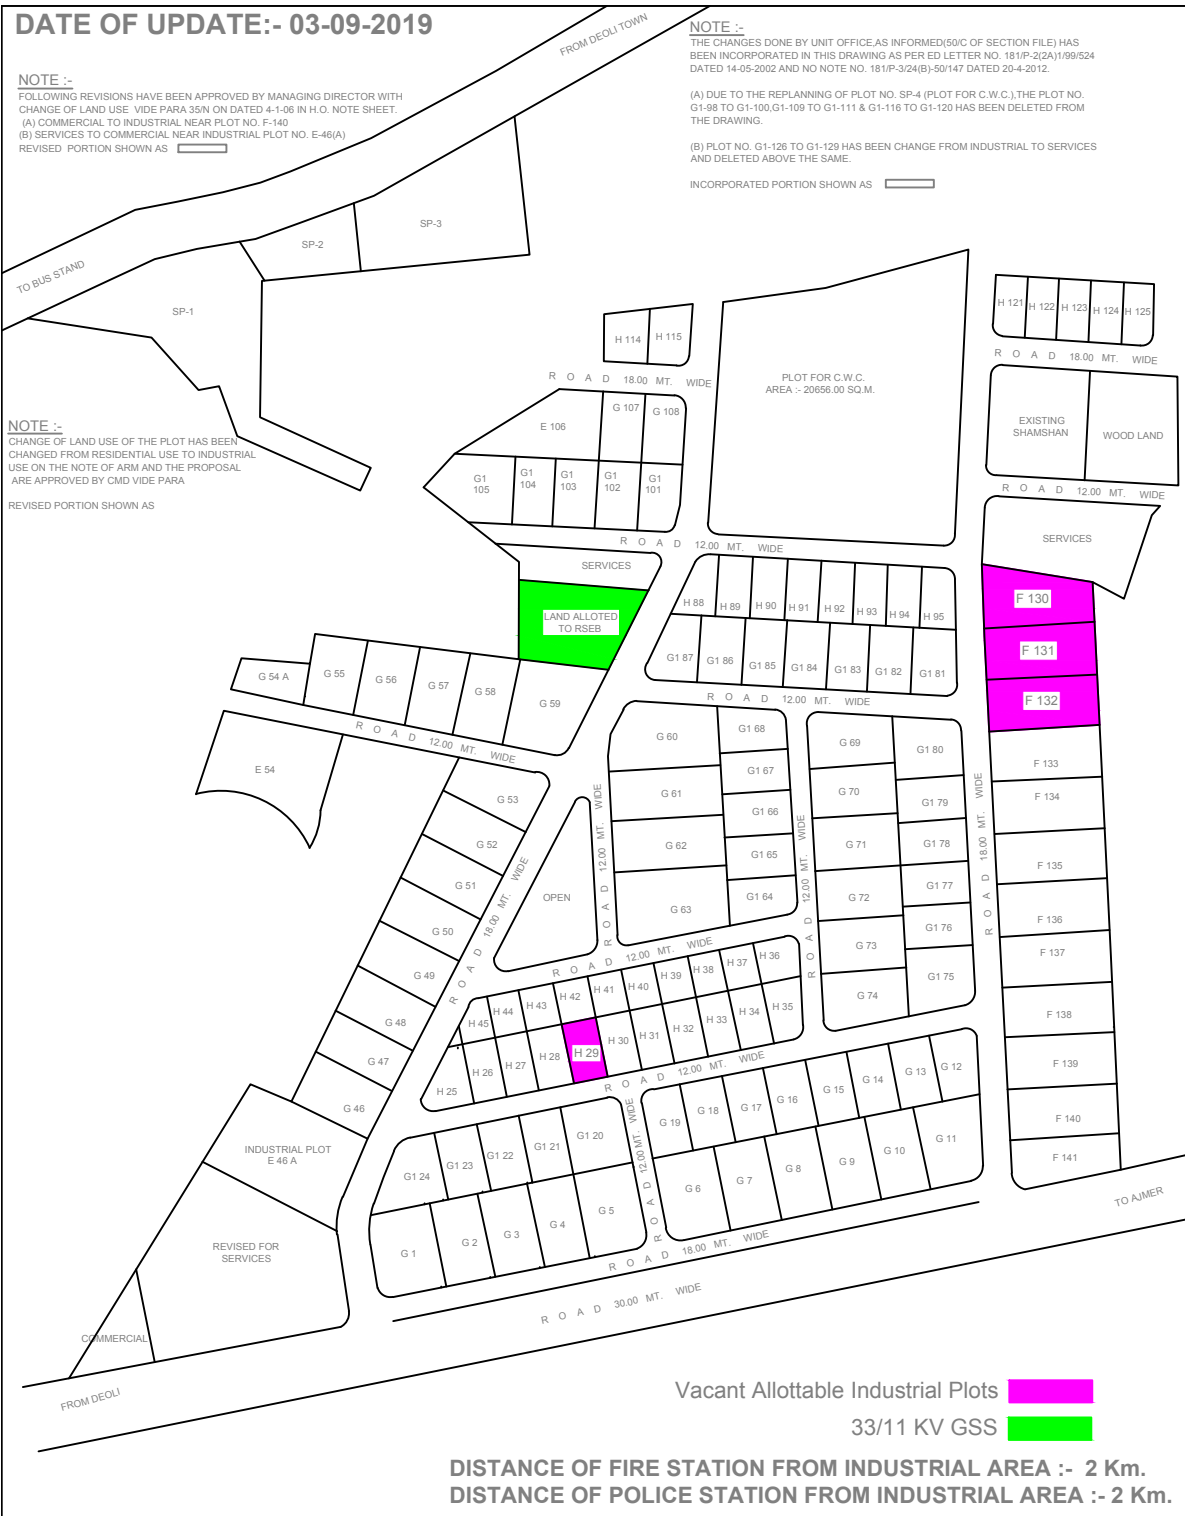 DATE OF UPDATE:- 03-09-2019
NOTE :-
FOLLOWING REVISIONS HAVE BEEN APPROVED BY MANAGING DIRECTOR WITH
CHANGE OF LAND USE VIDE PARA 35/N ON DATED 4-1-06 IN H.O. NOTE SHEET.
(A) COMMERCIAL TO INDUSTRIAL NEAR PLOT NO. F-140
(B) SERVICES TO COMMERCIAL NEAR INDUSTRIAL PLOT NO. E-46(A)
REVISED PORTION SHOWN AS
NOTE :-
THE CHANGES DONE BY UNIT OFFICE,AS INFORMED(50/C OF SECTION FILE) HAS
BEEN INCORPORATED IN THIS DRAWING AS PER ED LETTER NO. 181/P-2(2A)1/99/524
DATED 14-05-2002 AND NO NOTE NO. 181/P-3/24(B)-50/147 DATED 20-4-2012.
(A) DUE TO THE REPLANNING OF PLOT NO. SP-4 (PLOT FOR C.W.C.),THE PLOT NO.
G1-98 TO G1-100,G1-109 TO G1-111 & G1-116 TO G1-120 HAS BEEN DELETED FROM
THE DRAWING.
(B) PLOT NO. G1-126 TO G1-129 HAS BEEN CHANGE FROM INDUSTRIAL TO SERVICES
AND DELETED ABOVE THE SAME.
INCORPORATED PORTION SHOWN AS
FROM DEOLI TOWN
TO BUS STAND
SP-1
SP-2
SP-3
NOTE :-
CHANGE OF LAND USE OF THE PLOT HAS BEEN
CHANGED FROM RESIDENTIAL USE TO INDUSTRIAL
USE ON THE NOTE OF ARM AND THE PROPOSAL
ARE APPROVED BY CMD VIDE PARA
REVISED PORTION SHOWN AS
H 114
H 115
ROAD 18.00 MT. WIDE
E 106
G 107
G 108
G1
105
G1
104
G1
103
G1
102
G1
101
ROAD 12.00 MT. WIDE
PLOT FOR C.W.C.
AREA :- 20656.00 SQ.M.
H 121
H 122
H 123
H 124
H 125
ROAD 18.00 MT. WIDE
EXISTING
SHAMSHAN
WOOD LAND
ROAD 12.00 MT. WIDE
SERVICES
SERVICES
LAND ALLOTED
TO RSEB
H 88
H 89
H 90
H 91
H 92
H 93
H 94
H 95
G1 87
G1 86
G1 85
G1 84
G1 83
G1 82
G1 81
ROAD 12.00 MT. WIDE
F 130
F 131
F 132
F 133
F 134
F 135
F 136
F 137
F 138
F 139
F 140
F 141
G 54 A
G 55
G 56
G 57
G 58
G 59
ROAD 12.00 MT. WIDE
E 54
G 53
G 52
G 51
G 50
G 49
G 48
G 47
G 46
ROAD 18.00 MT. WIDE
OPEN
ROAD 12.00 MT. WIDE
G 60
G 61
G 62
G 63
G1 68
G1 67
G1 66
G1 65
G1 64
ROAD 12.00 MT. WIDE
G 69
G 70
G 71
G 72
G 73
G 74
G1 80
G1 79
G1 78
G1 77
G1 76
G1 75
ROAD 18.00 MT. WIDE
ROAD 12.00 MT. WIDE
H 45
H 44
H 43
H 42
H 41
H 40
H 39
H 38
H 37
H 36
H 25
H 26
H 27
H 28
H 29
H 30
H 31
H 32
H 33
H 34
H 35
ROAD 12.00 MT. WIDE
INDUSTRIAL PLOT
E 46 A
REVISED FOR
SERVICES
COMMERCIAL
G1 24
G1 23
G1 22
G1 21
G1 20
G 1
G 2
G 3
G 4
G 5
ROAD 12.00 MT. WIDE
G 19
G 18
G 17
G 16
G 15
G 14
G 13
G 12
G 6
G 7
G 8
G 9
G 10
G 11
ROAD 18.00 MT. WIDE
ROAD 30.00 MT. WIDE
TO AJMER
FROM DEOLI
Vacant Allottable Industrial Plots
33/11 KV GSS
DISTANCE OF FIRE STATION FROM INDUSTRIAL AREA :- 2 Km.
DISTANCE OF POLICE STATION FROM INDUSTRIAL AREA :- 2 Km.